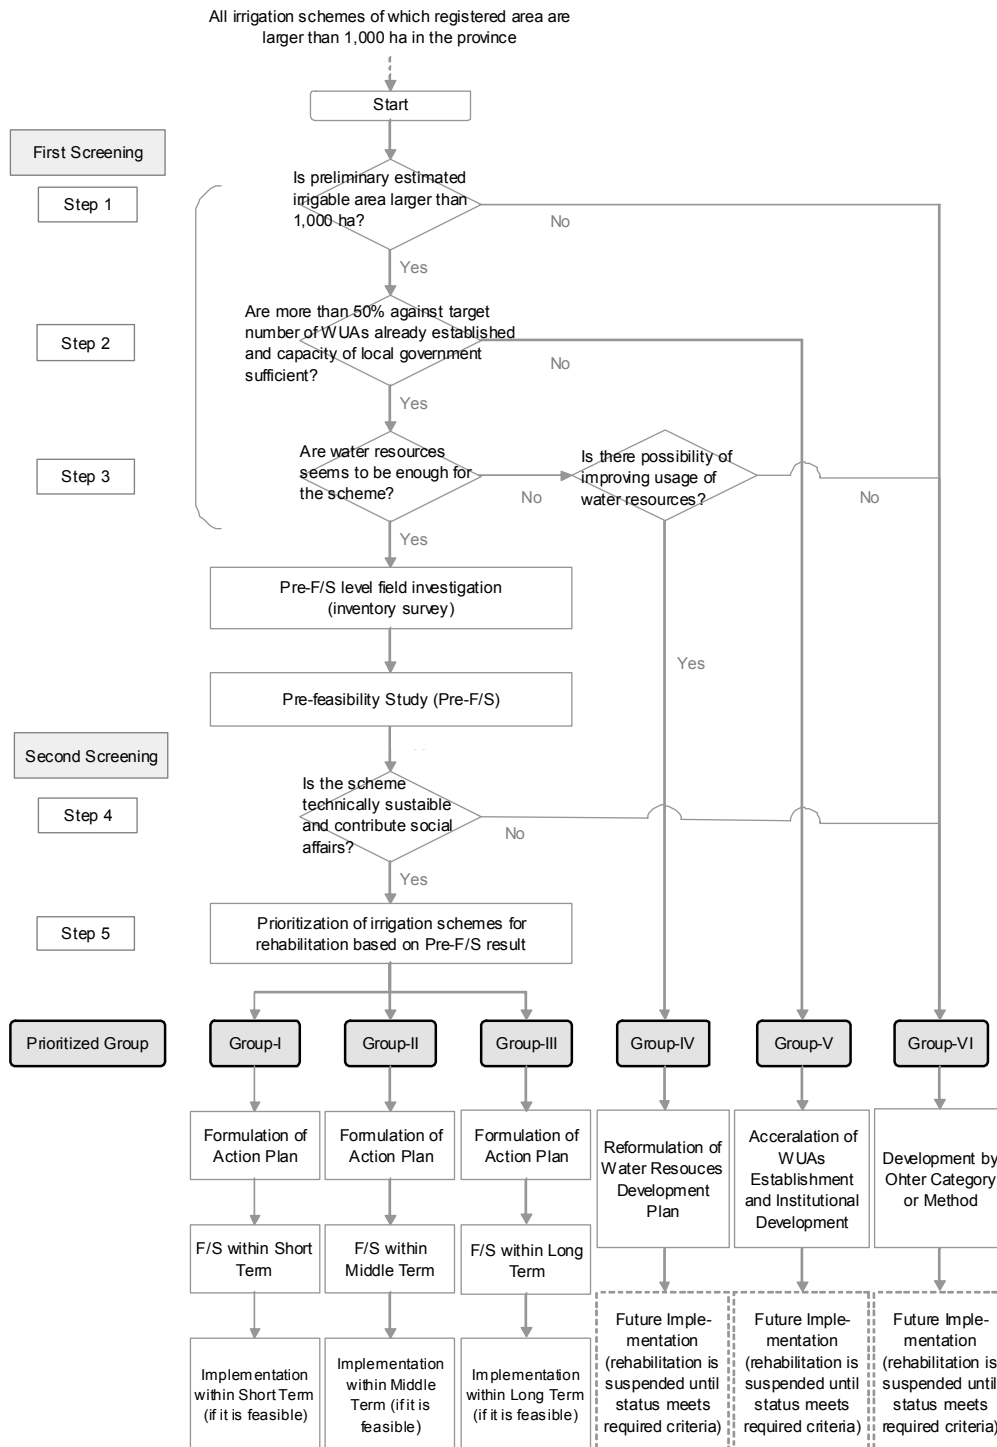 All irrigation schemes of which registered area are
larger than 1,000 ha in the province
Start
First Screening
Step 1
Is preliminary estimated
irrigable area larger than
1,000 ha?
No
Yes
Step 2
Are more than 50% against target
number of WUAs already established
and capacity of local government
sufficient?
No
Yes
Step 3
Are water resources
seems to be enough for
the scheme?
No
Is there possibility of
improving usage of
water resources?
No
Yes
Pre-F/S level field investigation
(inventory survey)
Yes
Pre-feasibility Study (Pre-F/S)
Second Screening
Step 4
Is the scheme
technically sustaible
and contribute social
affairs?
No
Yes
Step 5
Prioritization of irrigation schemes for
rehabilitation based on Pre-F/S result
Prioritized Group
Group-I
Group-II
Group-III
Group-IV
Group-V
Group-VI
Formulation of
Action Plan
Formulation of
Action Plan
Formulation of
Action Plan
Reformulation of
Water Resouces
Development
Plan
Acceralation of
WUAs
Establishment
and Institutional
Development
Development by
Ohter Category
or Method
F/S within Short
Term
F/S within
Middle Term
F/S within Long
Term
Implementation
within Short Term
(if it is feasible)
Implementation
within Middle
Term (if it is
feasible)
Implementation
within Long Term
(if it is feasible)
Future Imple-
mentation
(rehabilitation is
suspended until
status meets
required criteria)
Future Imple-
mentation
(rehabilitation is
suspended until
status meets
required criteria)
Future Imple-
mentation
(rehabilitation is
suspended until
status meets
required criteria)